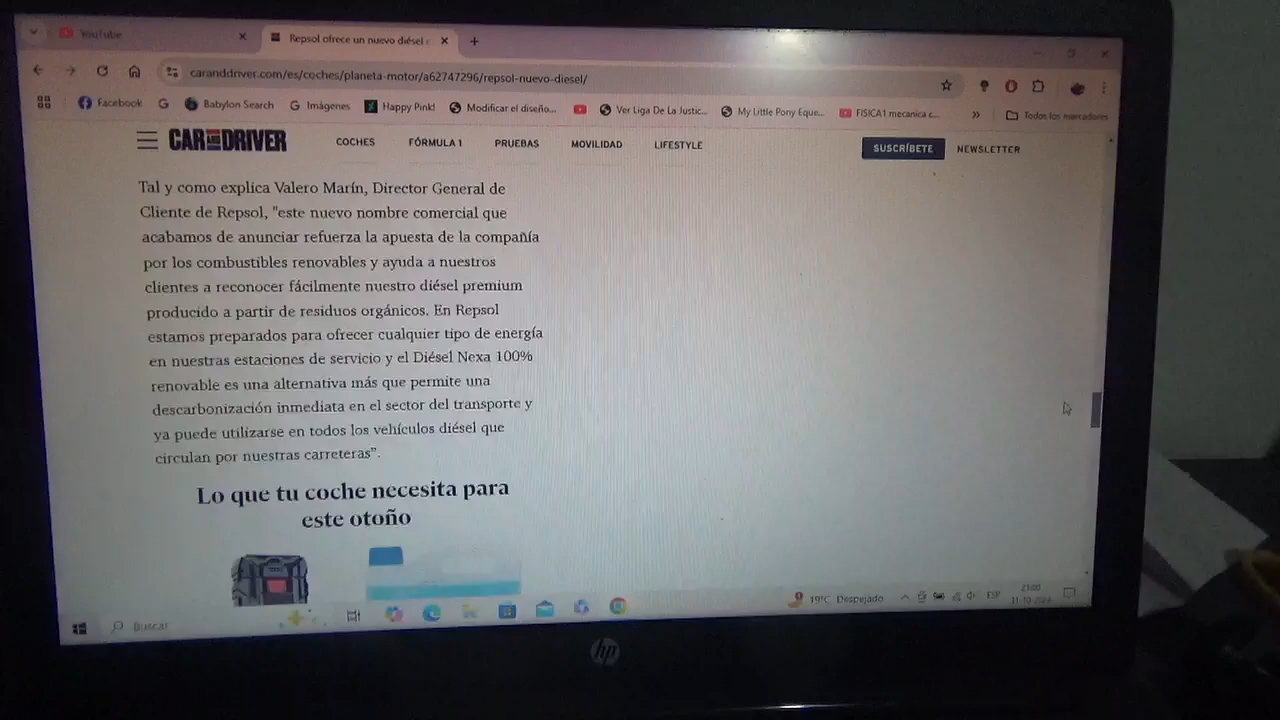 YouTube
Repsol ofrece un nuevo diésel
caranddriver.com/es/coches/planeta-motor/a62747296/repsol-nuevo-diesel/
Facebook
Babylon Search
Imágenes
Happy Pink!
Modificar el diseño...
Ver Liga De La Justic...
My Little Pony Eque...
FISICA1 mecanica c...
Todos los marcadores
CAR AND DRIVER
COCHES
FÓRMULA 1
PRUEBAS
MOVILIDAD
LIFESTYLE
SUSCRÍBETE
NEWSLETTER
Tal y como explica Valero Marín, Director General de
Cliente de Repsol, "este nuevo nombre comercial que
acabamos de anunciar refuerza la apuesta de la compañía
por los combustibles renovables y ayuda a nuestros
clientes a reconocer fácilmente nuestro diésel premium
producido a partir de residuos orgánicos. En Repsol
estamos preparados para ofrecer cualquier tipo de energía
en nuestras estaciones de servicio y el Diésel Nexa 100%
renovable es una alternativa más que permite una
descarbonización inmediata en el sector del transporte y
ya puede utilizarse en todos los vehículos diésel que
circulan por nuestras carreteras”.
Lo que tu coche necesita para
este otoño
Buscar
19°C Despejado
ESP
21:00
31-10-2024
hp